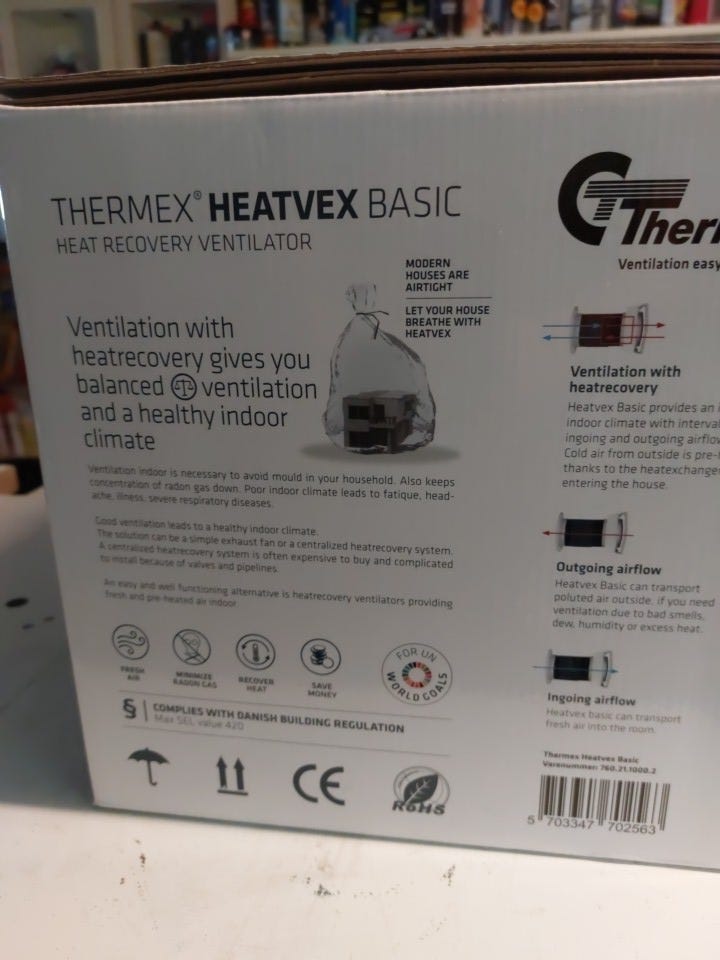 THERMEX® HEATVEX BASIC
HEAT RECOVERY VENTILATOR
MODERN
HOUSES ARE
AIRTIGHT
LET YOUR HOUSE
BREATHE WITH
HEATVEX
Ventilation with
heatrecovery gives you
balanced ventilation
and a healthy indoor
climate
Ventilation indoor is necessary to avoid mould in your household. Also keeps
concentration of radon gas down. Poor indoor climate leads to fatique, head-
ache, illness, severe respiratory diseases.
Good ventilation leads to a healthy indoor climate.
The solution can be a simple exhaust fan or a centralized heatrecovery system.
A centralized heatrecovery system is often expensive to buy and complicated
to install because of valves and pipelines.
An easy and well functioning alternative is heatrecovery ventilators providing
fresh and pre-heated air indoor
FRESH
AIR
MINIMIZE
RADON GAS
RECOVER
HEAT
SAVE
MONEY
FOR UN
WORLD GOALS
§ COMPLIES WITH DANISH BUILDING REGULATION
Max SEL value 420
CE
RoHS
Ther
Ventilation easy
Ventilation with
heatrecovery
Heatvex Basic provides an
indoor climate with interval
ingoing and outgoing airflow
Cold air from outside is pre-
thanks to the heatexchange
entering the house.
Outgoing airflow
Heatvex Basic can transport
poluted air outside, if you need
ventilation due to bad smells,
dew, humidity or excess heat.
Ingoing airflow
Heatvex basic can transport
fresh air into the room.
Thermex Heatvex Basic
Varenummer: 760.21.1000.2
5 703347 702563